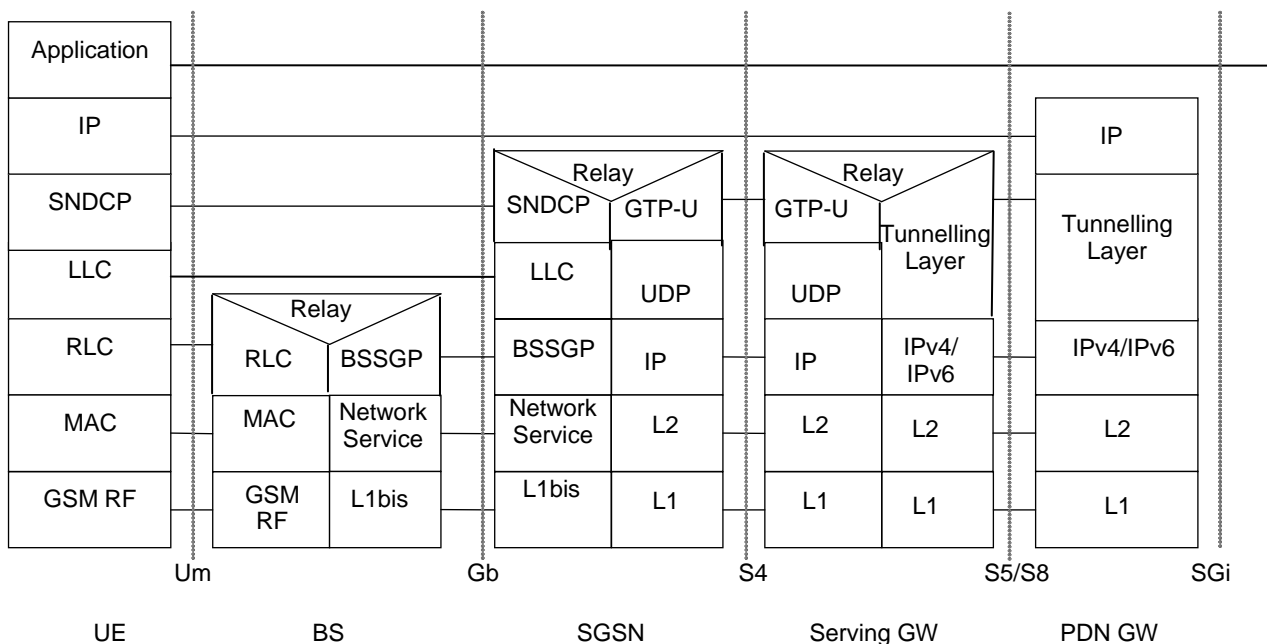 Application
IP
SNDCP
LLC
RLC
MAC
GSM RF
Relay
RLC
BSSGP
MAC
Network
Service
GSM
RF
L1bis
Relay
SNDCP
GTP-U
LLC
UDP
BSSGP
IP
Network
Service
L2
L1bis
L1
Relay
GTP-U
Tunnelling
Layer
UDP
IP
IPv4/
IPv6
L2
L2
L1
L1
IP
Tunnelling
Layer
IPv4/IPv6
L2
L1
Um
Gb
S4
S5/S8
SGi
UE
BS
SGSN
Serving GW
PDN GW